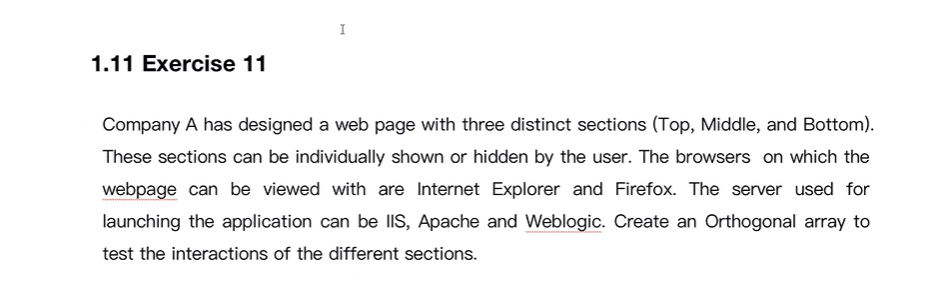 1.11 Exercise 11
Company A has designed a web page with three distinct sections (Top, Middle, and Bottom).
These sections can be individually shown or hidden by the user. The browsers on which the
webpage can be viewed with are Internet Explorer and Firefox. The server used for
launching the application can be IIS, Apache and Weblogic. Create an Orthogonal array to
test the interactions of the different sections.